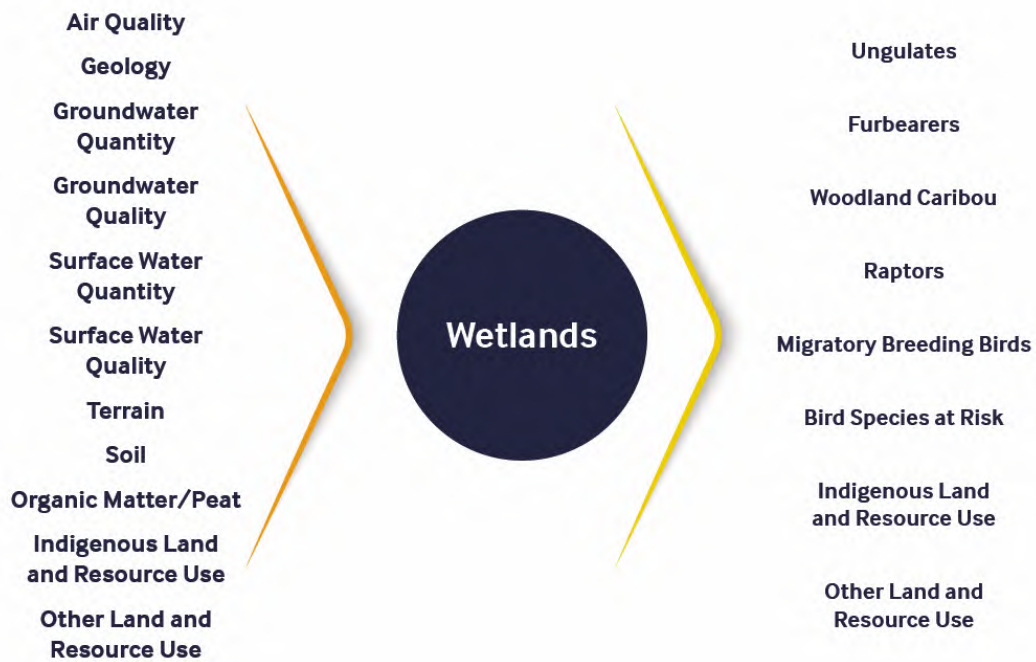 Air Quality
Geology
Groundwater
Quantity
Groundwater
Quality
Surface Water
Quantity
Surface Water
Quality
Terrain
Soil
Organic Matter/Peat
Indigenous Land
and Resource Use
Other Land and
Resource Use
Wetlands
Ungulates
Furbearers
Woodland Caribou
Raptors
Migratory Breeding Birds
Bird Species at Risk
Indigenous Land
and Resource Use
Other Land and
Resource Use